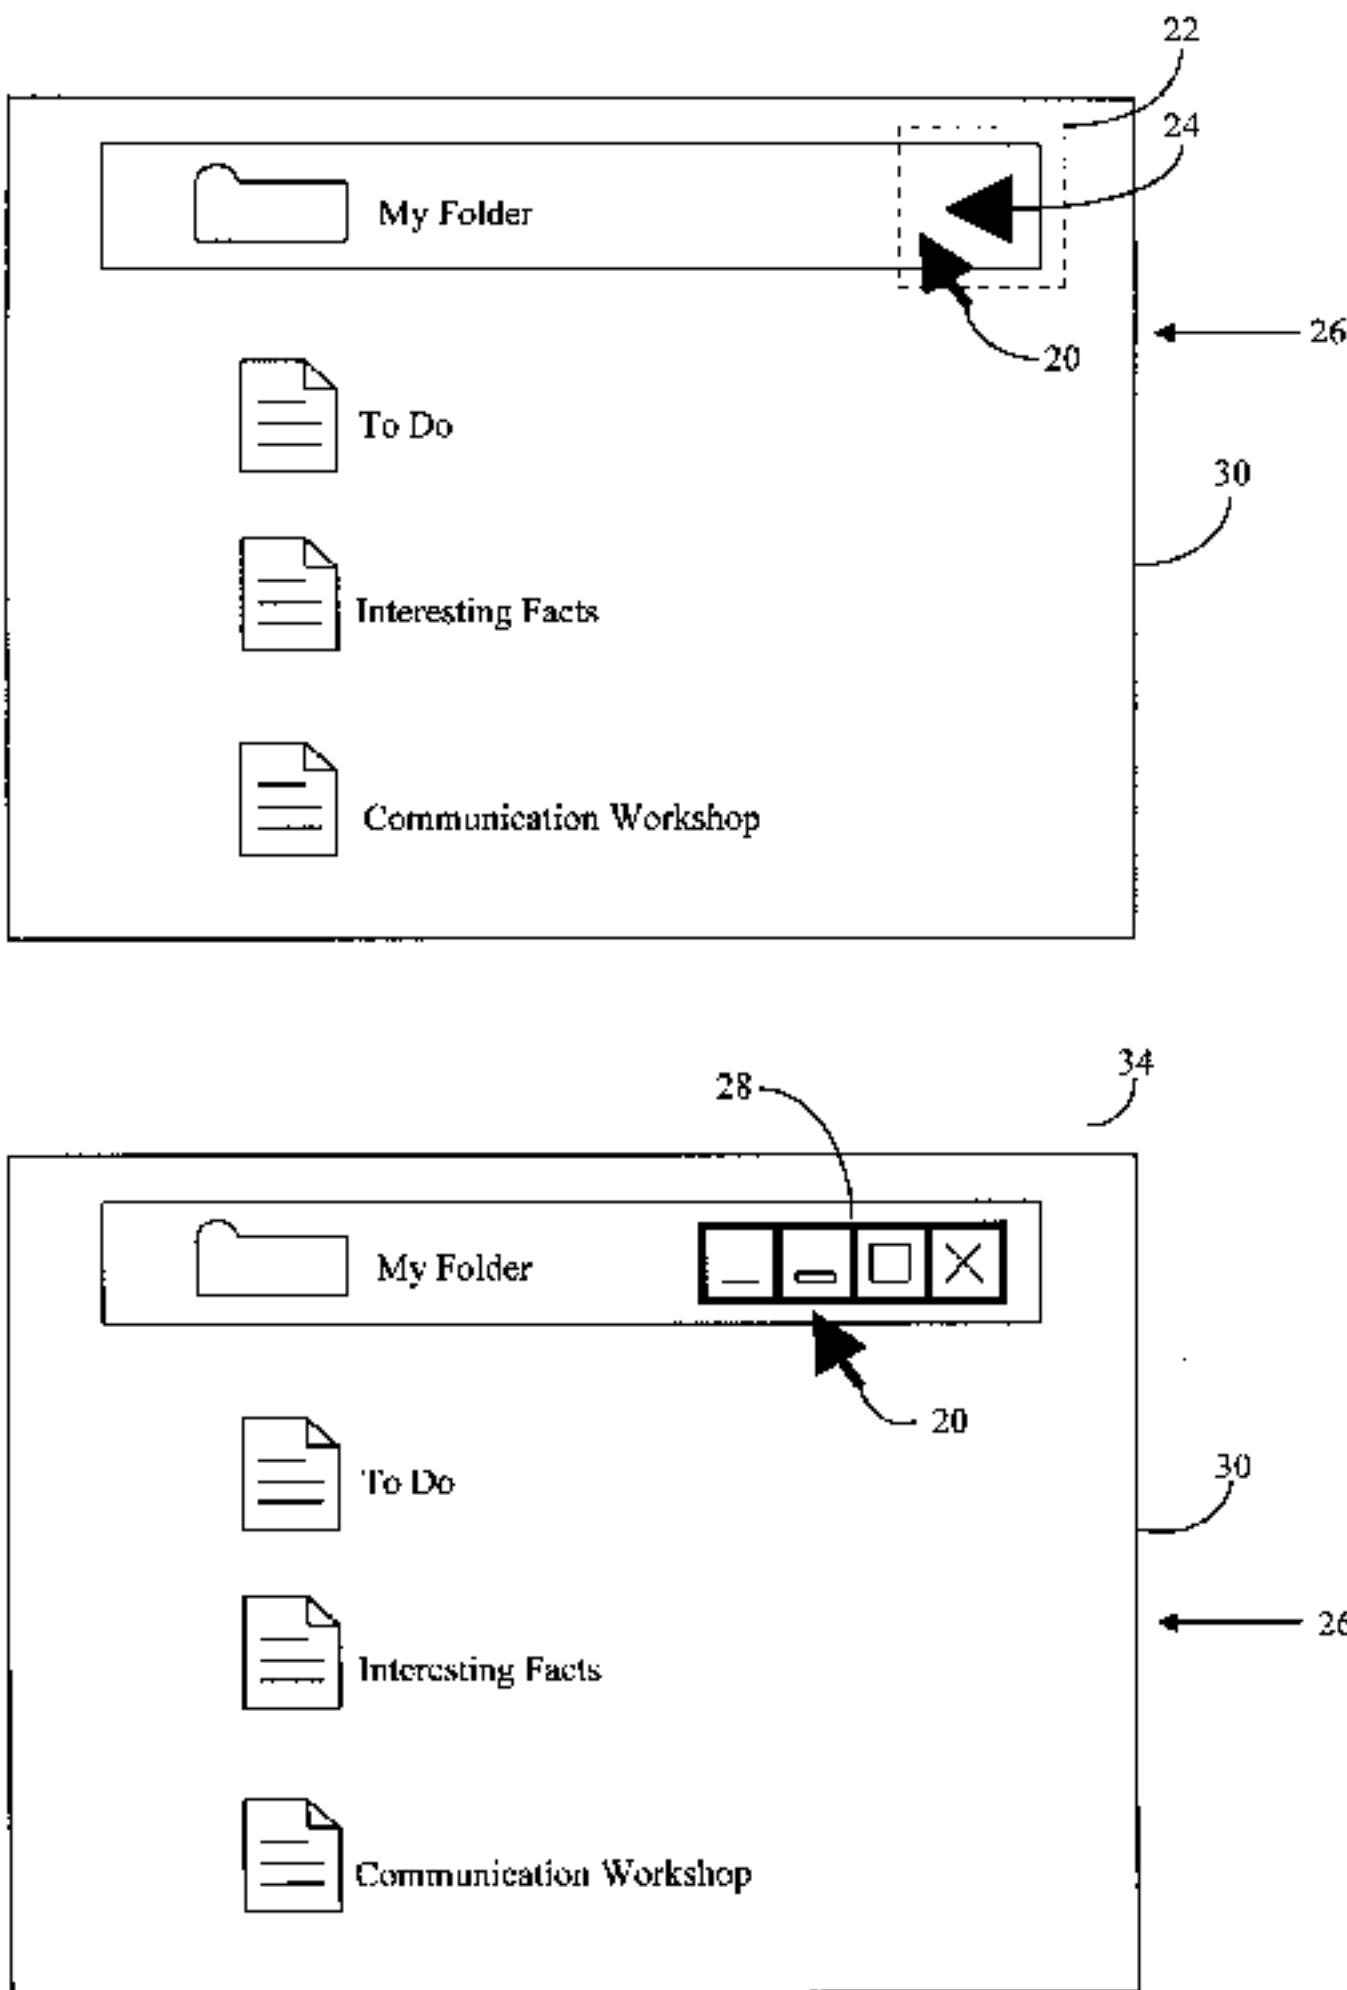 22
24
My Folder
26
20
To Do
30
Interesting Facts
Communication Workshop
34
28
My Folder
20
30
To Do
26
Interesting Facts
Communication Workshop